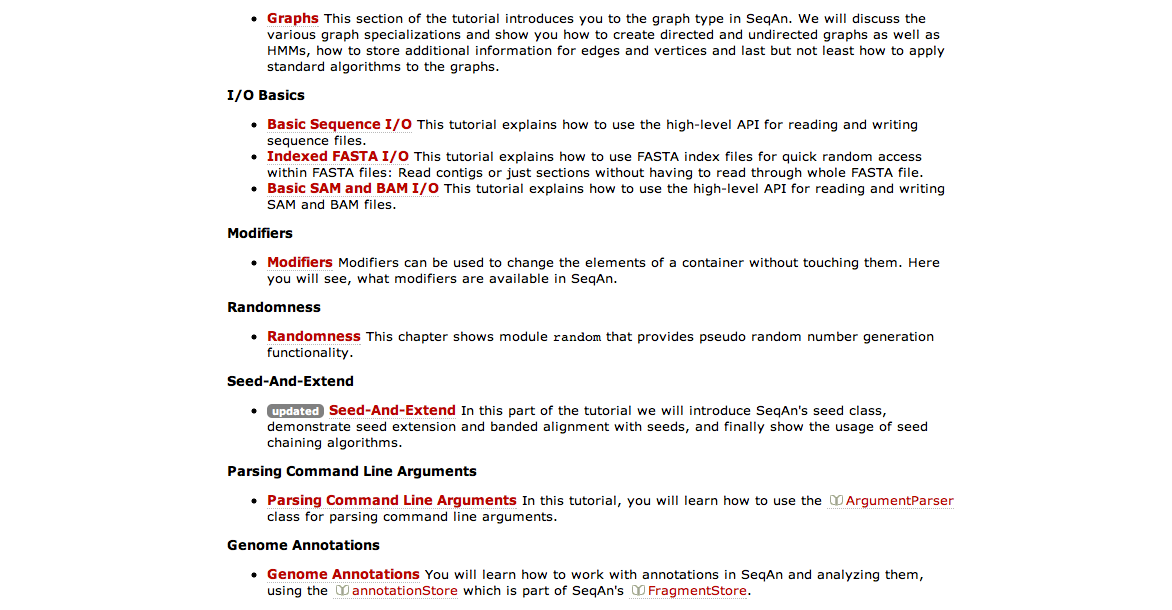 • Graphs This section of the tutorial introduces you to the graph type in SeqAn. We will discuss the
various graph specializations and show you how to create directed and undirected graphs as well as
HMMs, how to store additional information for edges and vertices and last but not least how to apply
standard algorithms to the graphs.
I/O Basics
• Basic Sequence I/O This tutorial explains how to use the high-level API for reading and writing
sequence files.
• Indexed FASTA I/O This tutorial explains how to use FASTA index files for quick random access
within FASTA files: Read contigs or just sections without having to read through whole FASTA file.
• Basic SAM and BAM I/O This tutorial explains how to use the high-level API for reading and writing
SAM and BAM files.
Modifiers
• Modifiers Modifiers can be used to change the elements of a container without touching them. Here
you will see, what modifiers are available in SeqAn.
Randomness
• Randomness This chapter shows module random that provides pseudo random number generation
functionality.
Seed-And-Extend
• updated Seed-And-Extend In this part of the tutorial we will introduce SeqAn's seed class,
demonstrate seed extension and banded alignment with seeds, and finally show the usage of seed
chaining algorithms.
Parsing Command Line Arguments
• Parsing Command Line Arguments In this tutorial, you will learn how to use the ArgumentParser
class for parsing command line arguments.
Genome Annotations
• Genome Annotations You will learn how to work with annotations in SeqAn and analyzing them,
using the annotationStore which is part of SeqAn's FragmentStore.